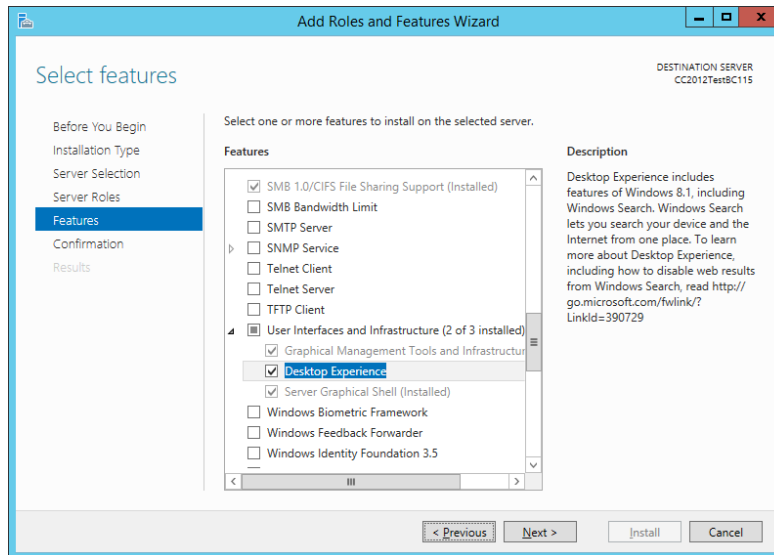 Add Roles and Features Wizard
Select features
DESTINATION SERVER
CC2012TestBC115
Before You Begin
Installation Type
Server Selection
Server Roles
Features
Confirmation
Results
Select one or more features to install on the selected server.
Features
SMB 1.0/CIFS File Sharing Support (Installed)
SMB Bandwidth Limit
SMTP Server
SNMP Service
Telnet Client
Telnet Server
TFTP Client
User Interfaces and Infrastructure (2 of 3 installed)
Graphical Management Tools and Infrastructur
Desktop Experience
Server Graphical Shell (Installed)
Windows Biometric Framework
Windows Feedback Forwarder
Windows Identity Foundation 3.5
Description
Desktop Experience includes
features of Windows 8.1, including
Windows Search. Windows Search
lets you search your device and the
Internet from one place. To learn
more about Desktop Experience,
including how to disable web results
from Windows Search, read http://
go.microsoft.com/fwlink/?
LinkId=390729
< Previous
Next >
Install
Cancel